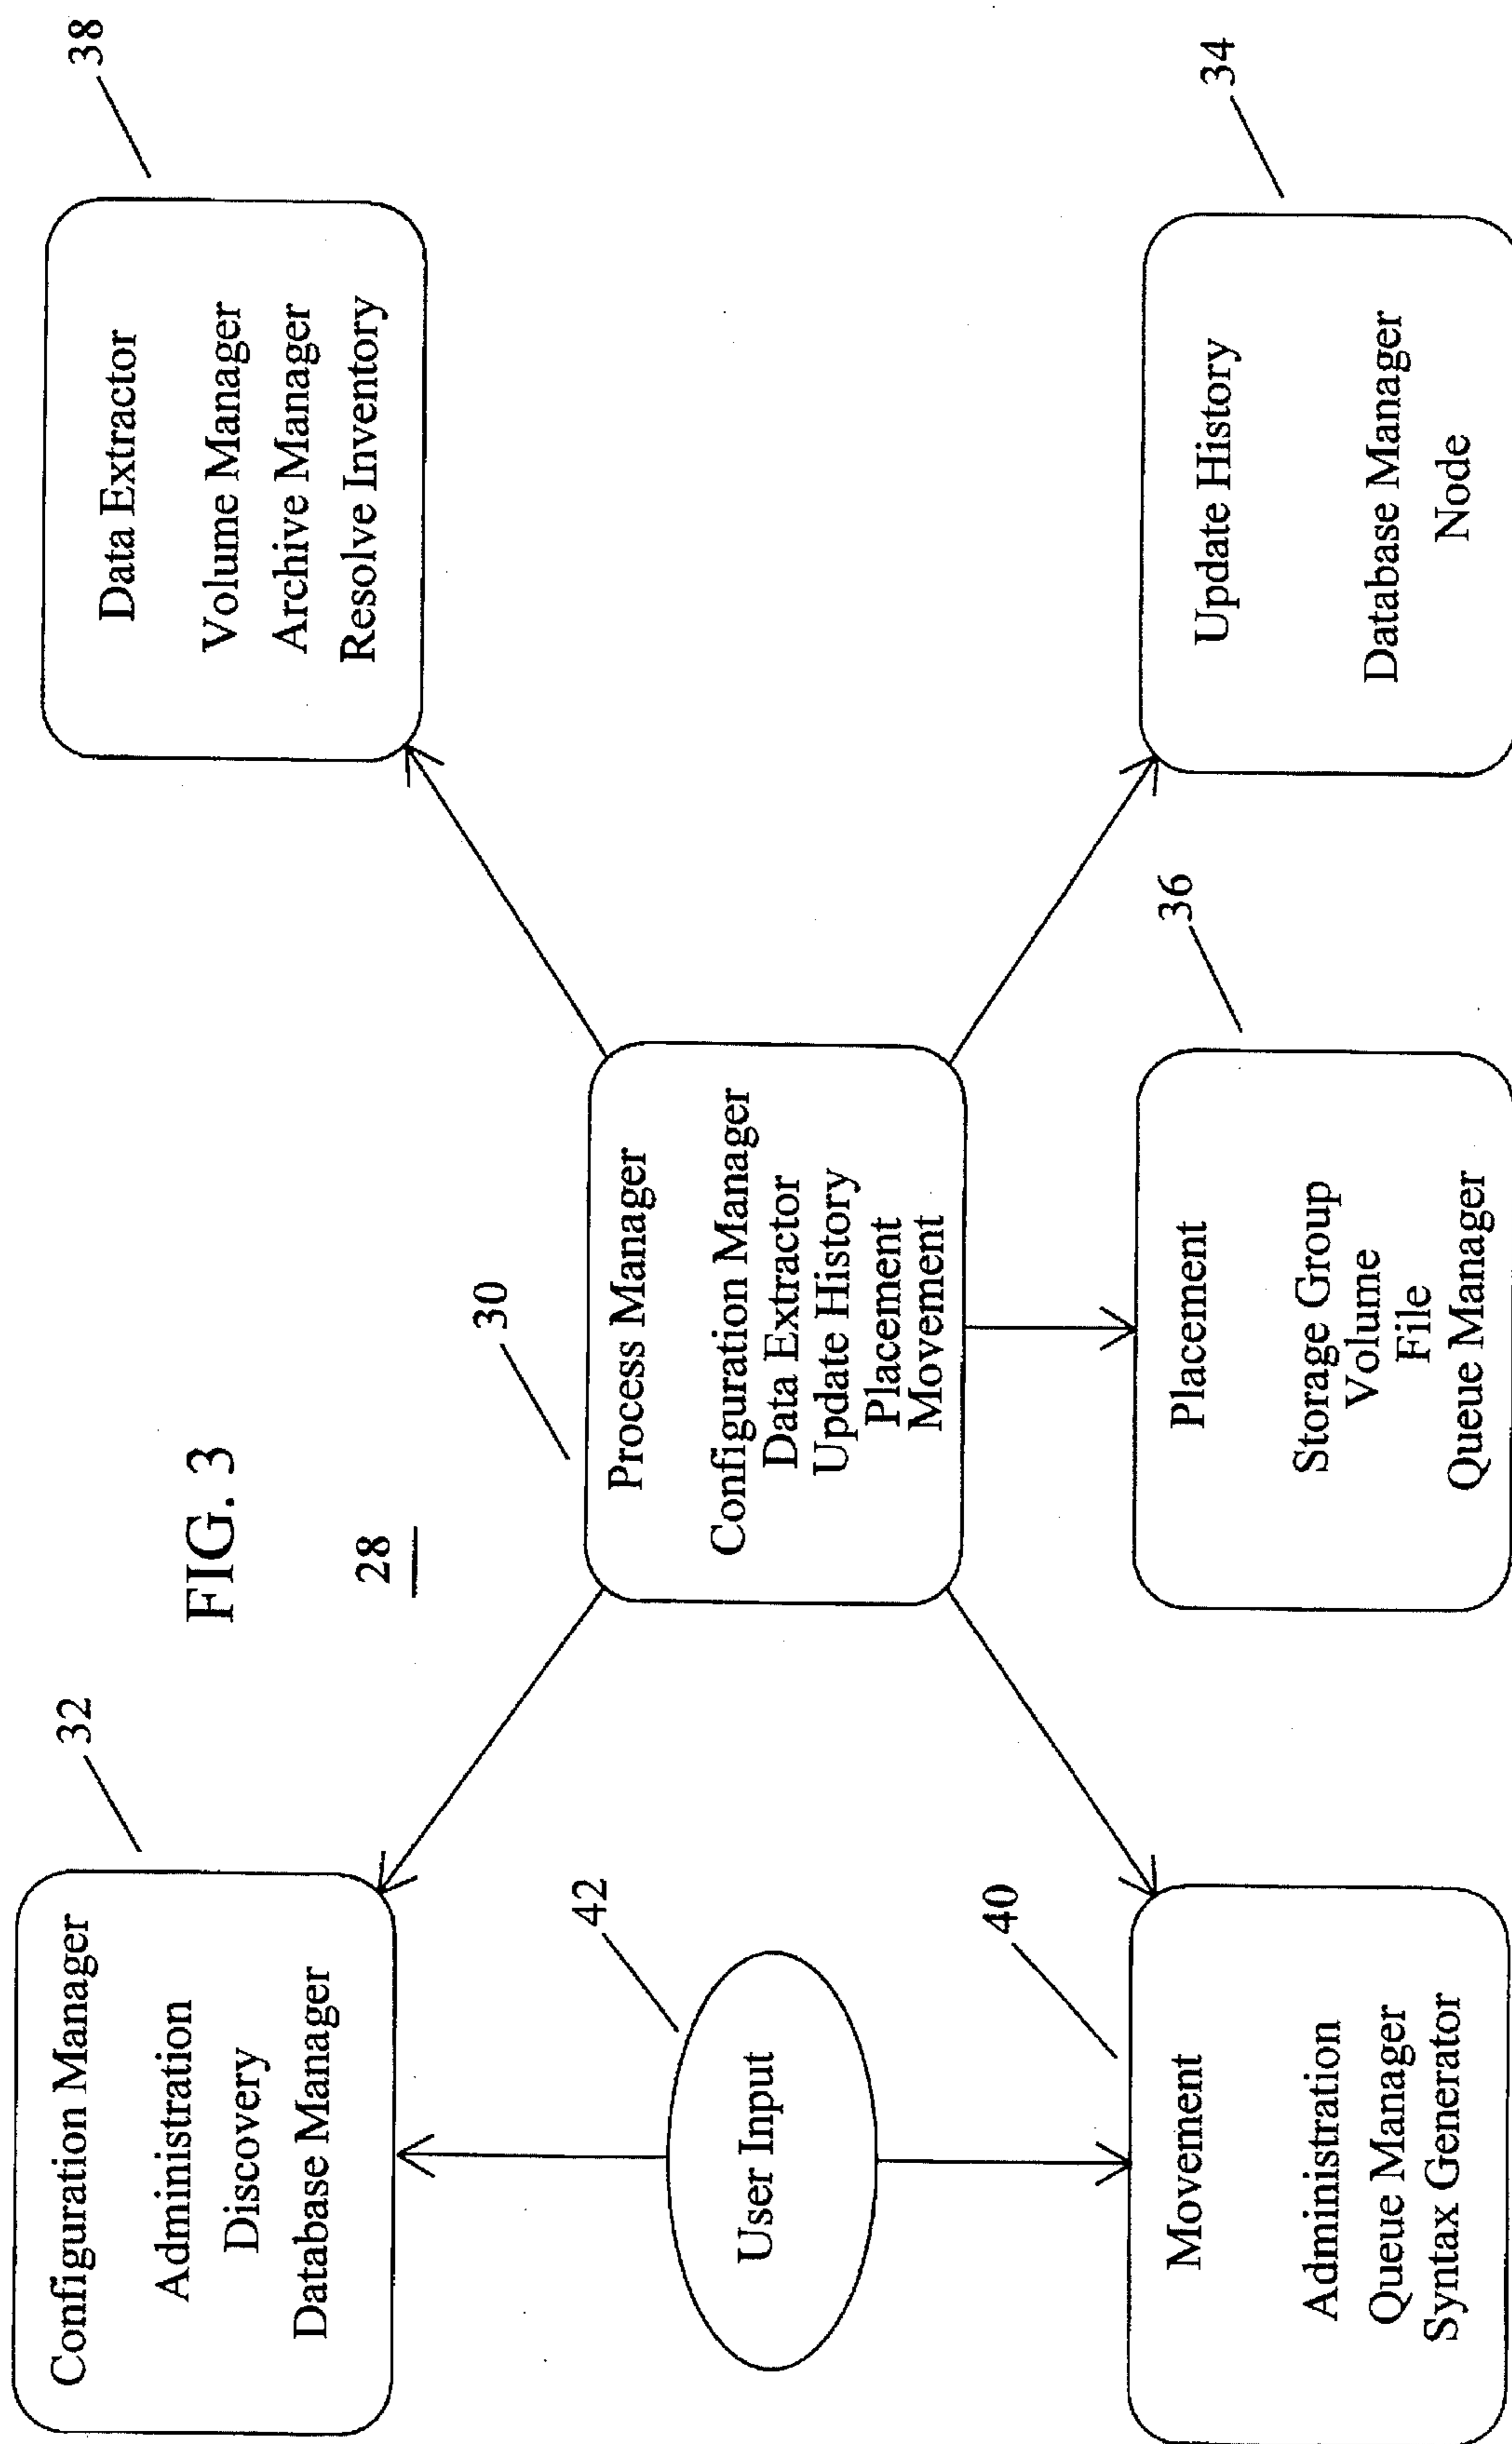 FIG. 3
28
32
Configuration Manager
Administration
Discovery
Database Manager
38
Data Extractor
Volume Manager
Archive Manager
Resolve Inventory
42
User Input
30
Process Manager
Configuration Manager
Data Extractor
Update History
Placement
Movement
40
Movement
Administration
Queue Manager
Syntax Generator
36
Placement
Storage Group
Volume
File
Queue Manager
34
Update History
Database Manager
Node